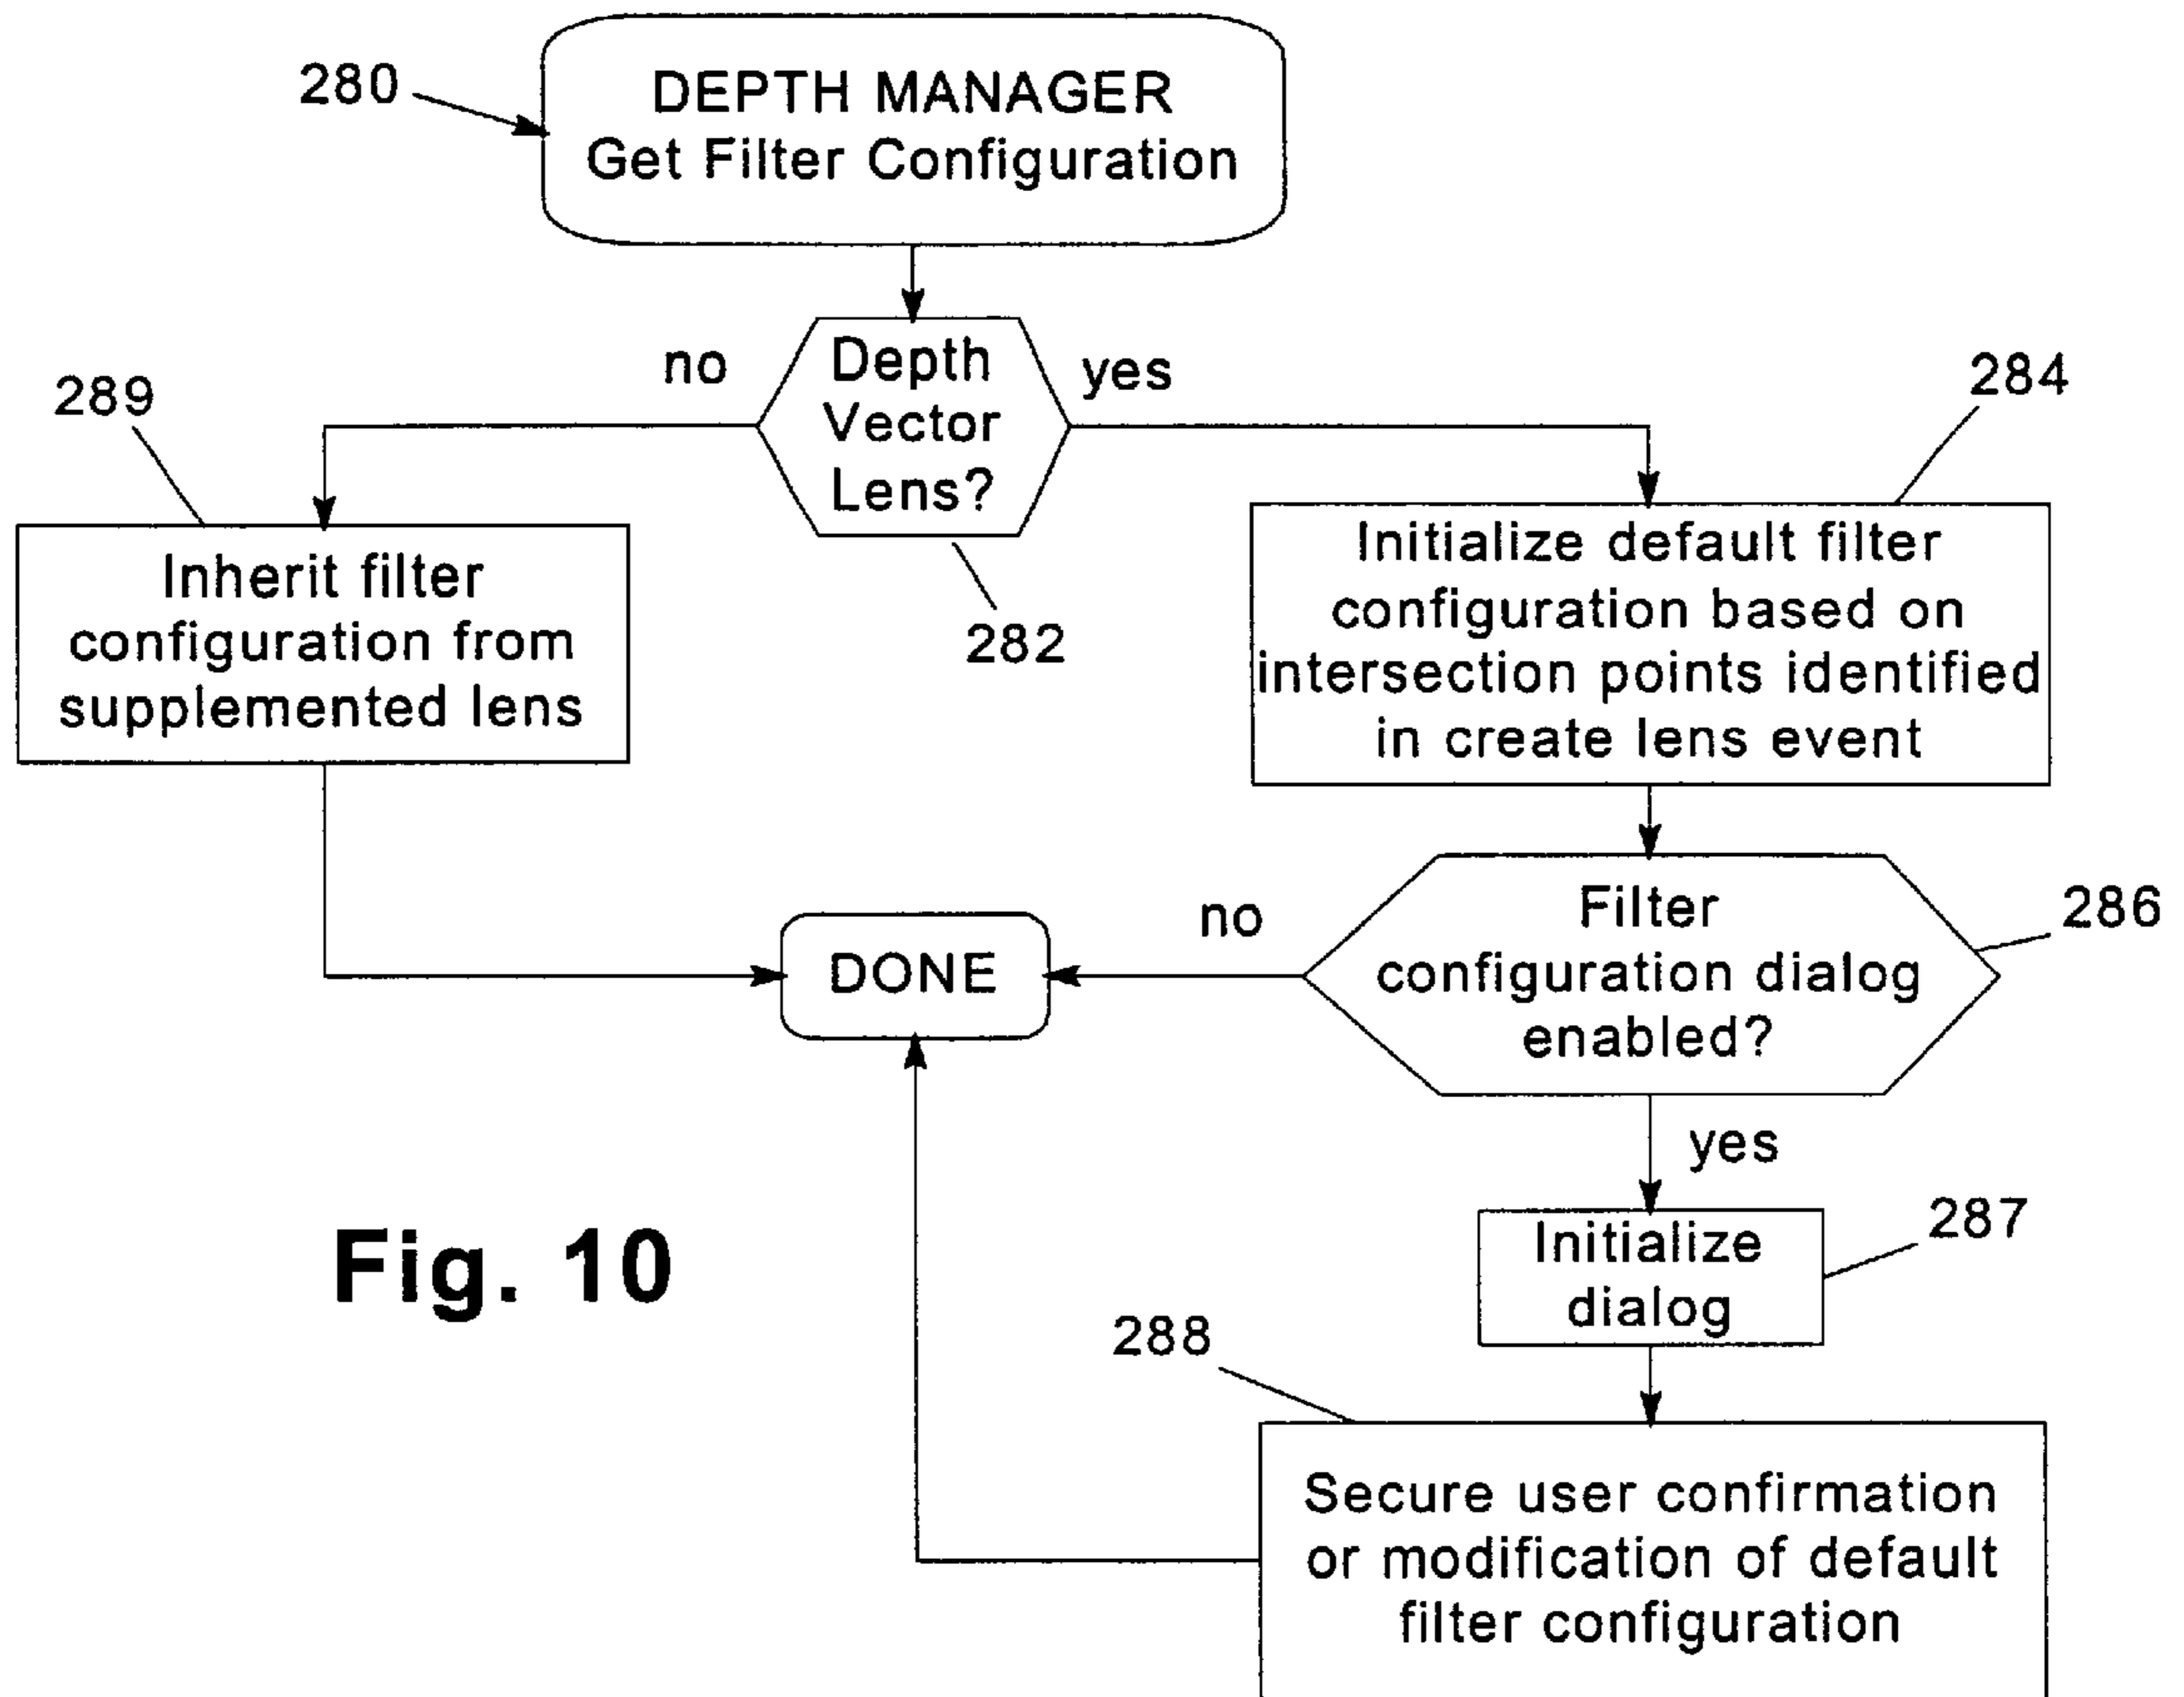 280
DEPTH MANAGER
Get Filter Configuration
no
Depth
Vector
Lens?
yes
282
289
Inherit filter
configuration from
supplemented lens
284
Initialize default filter
configuration based on
intersection points identified
in create lens event
DONE
no
Filter
configuration dialog
enabled?
286
yes
Initialize
dialog
287
288
Secure user confirmation
or modification of default
filter configuration
Fig. 10